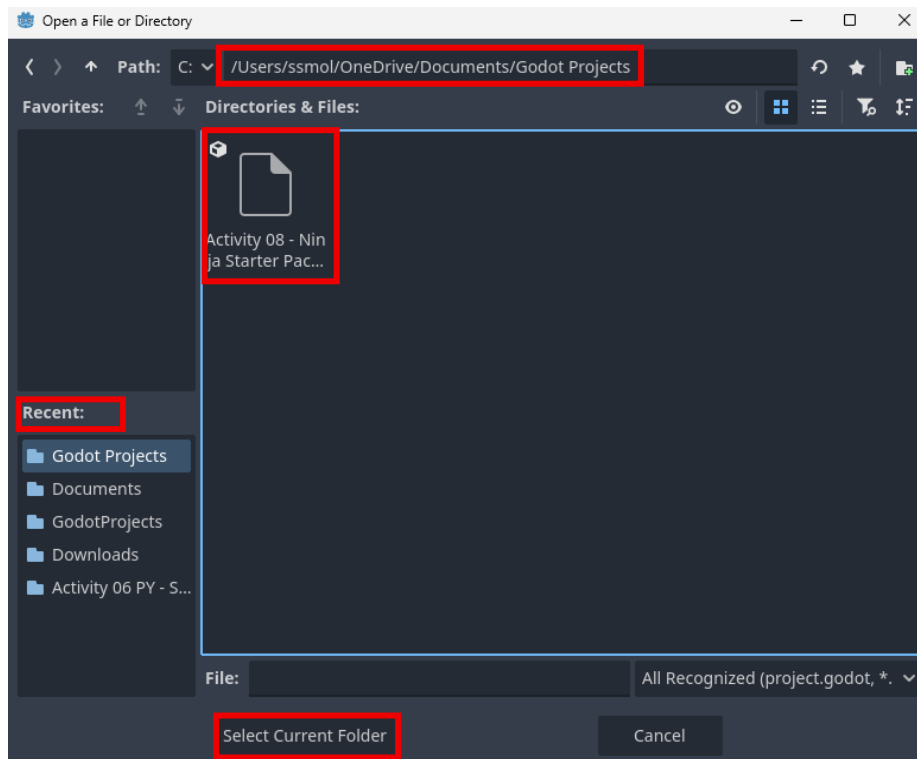 Open a File or Directory
Path: C: /Users/ssmol/OneDrive/Documents/Godot Projects
Favorites: Directories & Files:
Activity 08 - Nin
ja Starter Pac...
Recent:
Godot Projects
Documents
GodotProjects
Downloads
Activity 06 PY - S...
File: All Recognized (project.godot, *.
Select Current Folder Cancel